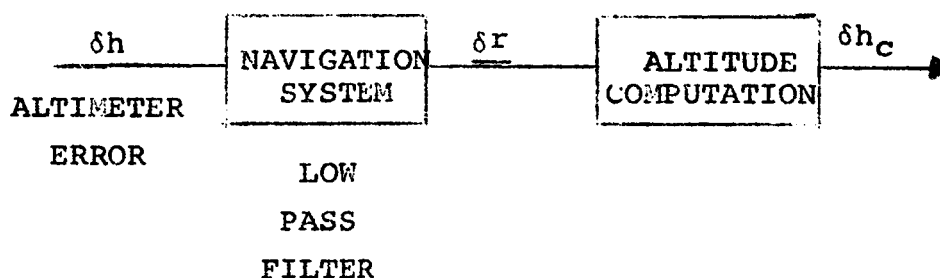 δh
NAVIGATION
SYSTEM
δr
ALTITUDE
COMPUTATION
δhc
ALTIMETER
ERROR
LOW
PASS
FILTER